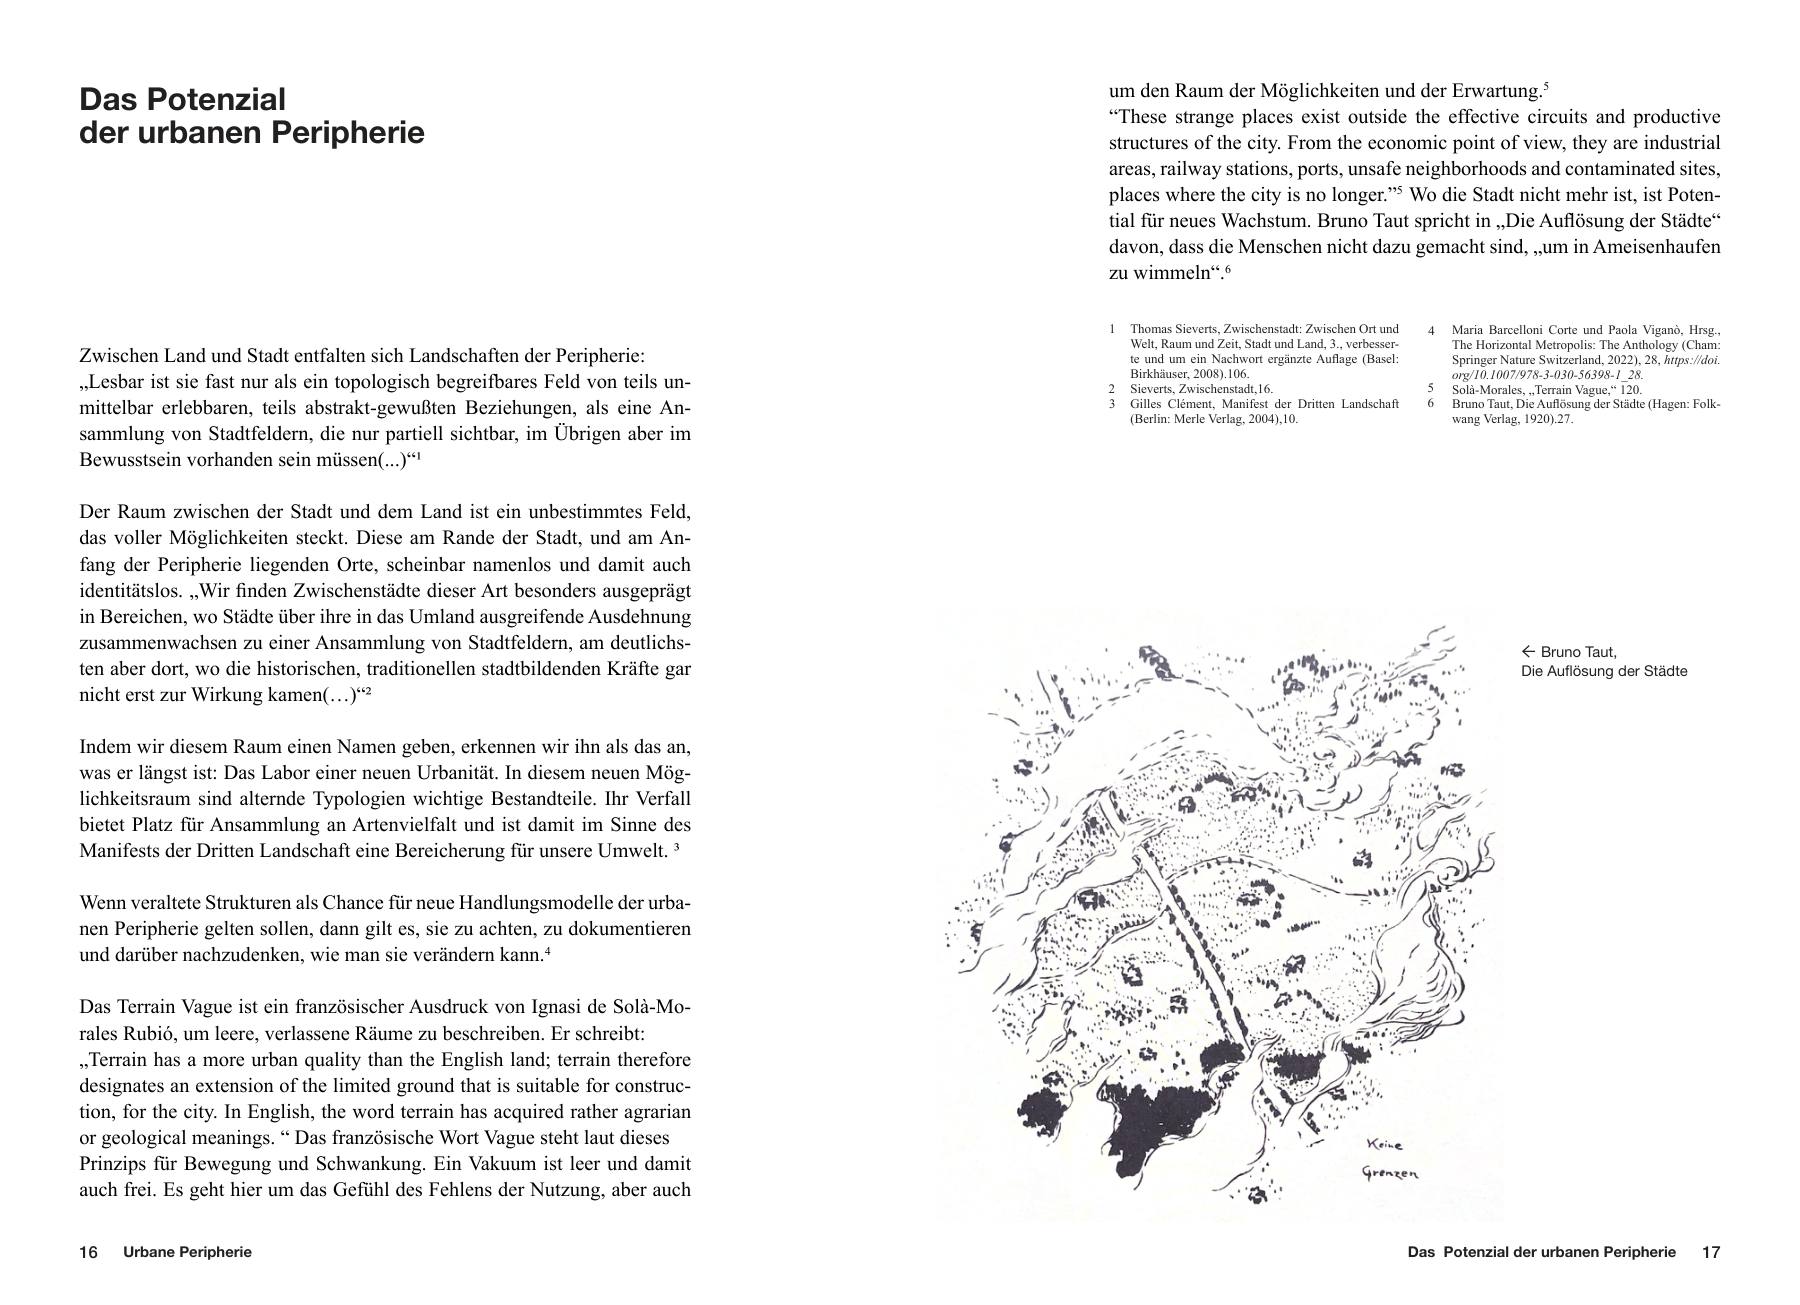 Das Potenzial
der urbanen Peripherie
Zwischen Land und Stadt entfalten sich Landschaften der Peripherie:
„Lesbar ist sie fast nur als ein topologisch begreifbares Feld von teils un-
mittelbar erlebbaren, teils abstrakt-gewußten Beziehungen, als eine An-
sammlung von Stadtfeldern, die nur partiell sichtbar, im Übrigen aber im
Bewusstsein vorhanden sein müssen(...)“¹
Der Raum zwischen der Stadt und dem Land ist ein unbestimmtes Feld,
das voller Möglichkeiten steckt. Diese am Rande der Stadt, und am An-
fang der Peripherie liegenden Orte, scheinbar namenlos und damit auch
identitätslos. „Wir finden Zwischenstädte dieser Art besonders ausgeprägt
in Bereichen, wo Städte über ihre in das Umland ausgreifende Ausdehnung
zusammenwachsen zu einer Ansammlung von Stadtfeldern, am deutlichs-
ten aber dort, wo die historischen, traditionellen stadtbildenden Kräfte gar
nicht erst zur Wirkung kamen(…)“²
Indem wir diesem Raum einen Namen geben, erkennen wir ihn als das an,
was er längst ist: Das Labor einer neuen Urbanität. In diesem neuen Mög-
lichkeitsraum sind alternde Typologien wichtige Bestandteile. Ihr Verfall
bietet Platz für Ansammlung an Artenvielfalt und ist damit im Sinne des
Manifests der Dritten Landschaft eine Bereicherung für unsere Umwelt. ³
Wenn veraltete Strukturen als Chance für neue Handlungsmodelle der urba-
nen Peripherie gelten sollen, dann gilt es, sie zu achten, zu dokumentieren
und darüber nachzudenken, wie man sie verändern kann.⁴
Das Terrain Vague ist ein französischer Ausdruck von Ignasi de Solà-Mo-
rales Rubió, um leere, verlassene Räume zu beschreiben. Er schreibt:
„Terrain has a more urban quality than the English land; terrain therefore
designates an extension of the limited ground that is suitable for construc-
tion, for the city. In English, the word terrain has acquired rather agrarian
or geological meanings. “ Das französische Wort Vague steht laut dieses
Prinzips für Bewegung und Schwankung. Ein Vakuum ist leer und damit
auch frei. Es geht hier um das Gefühl des Fehlens der Nutzung, aber auch
16 Urbane Peripherie
um den Raum der Möglichkeiten und der Erwartung.⁵
“These strange places exist outside the effective circuits and productive
structures of the city. From the economic point of view, they are industrial
areas, railway stations, ports, unsafe neighborhoods and contaminated sites,
places where the city is no longer.”⁵ Wo die Stadt nicht mehr ist, ist Poten-
tial für neues Wachstum. Bruno Taut spricht in „Die Auflösung der Städte“
davon, dass die Menschen nicht dazu gemacht sind, „um in Ameisenhaufen
zu wimmeln“.⁶
1 Thomas Sieverts, Zwischenstadt: Zwischen Ort und
Welt, Raum und Zeit, Stadt und Land, 3., verbesser-
te und um ein Nachwort ergänzte Auflage (Basel:
Birkhäuser, 2008).106.
2 Sieverts, Zwischenstadt,16.
3 Gilles Clément, Manifest der Dritten Landschaft
(Berlin: Merle Verlag, 2004),10.
4 Maria Barcelloni Corte und Paola Viganò, Hrsg.,
The Horizontal Metropolis: The Anthology (Cham:
Springer Nature Switzerland, 2022), 28, https://doi.
org/10.1007/978-3-030-56398-1_28.
5 Solà-Morales, „Terrain Vague,“ 120.
6 Bruno Taut, Die Auflösung der Städte (Hagen: Folk-
wang Verlag, 1920).27.
← Bruno Taut,
Die Auflösung der Städte
Keine
Grenzen
Das Potenzial der urbanen Peripherie 17